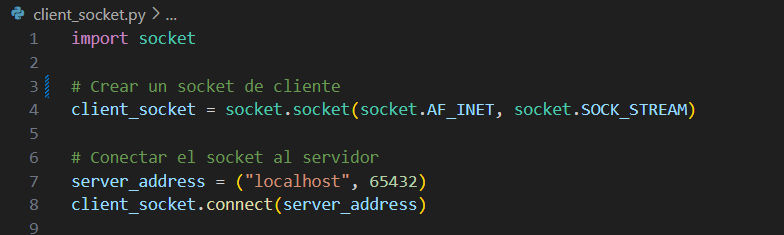 client_socket.py > ...
1 import socket
2
3 # Crear un socket de cliente
4 client_socket = socket.socket(socket.AF_INET, socket.SOCK_STREAM)
5
6 # Conectar el socket al servidor
7 server_address = ("localhost", 65432)
8 client_socket.connect(server_address)
9